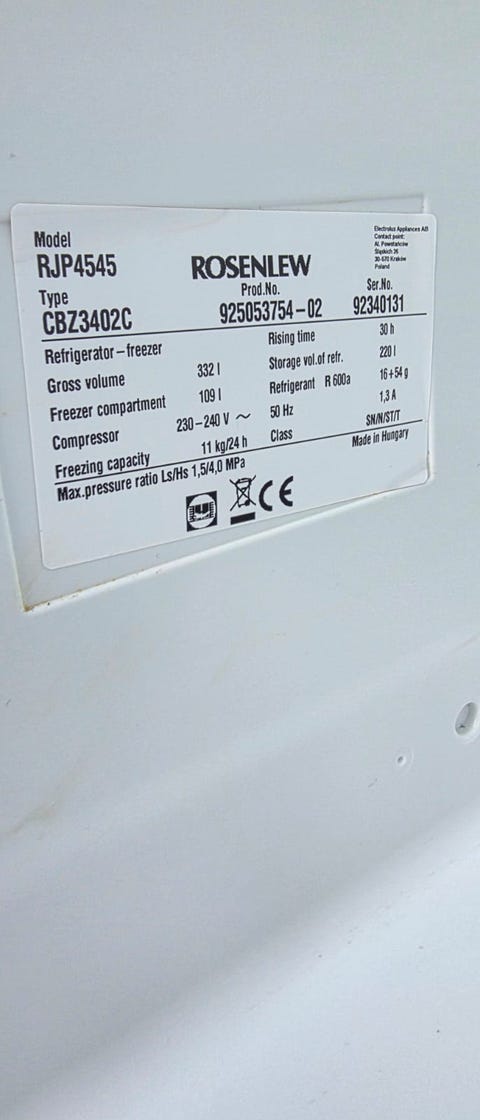 Model
RJP4545
ROSENLEW
Electrolux Appliances AB
Contact point:
Al. Powstańców
Śląskich 26
30-570 Kraków
Poland
Type
CBZ3402C
Prod.No.
925053754-02
Ser.No.
92340131
Refrigerator-freezer
Rising time 30 h
Gross volume 332 l
Storage vol.of refr. 220 l
Freezer compartment 109 l
Refrigerant R 600a 16+54 g
Compressor 230-240 V ~
50 Hz 1,3 A
Freezing capacity 11 kg/24 h
Class SN/N/ST/T
Max.pressure ratio Ls/Hs 1,5/4,0 MPa
Made in Hungary
CE